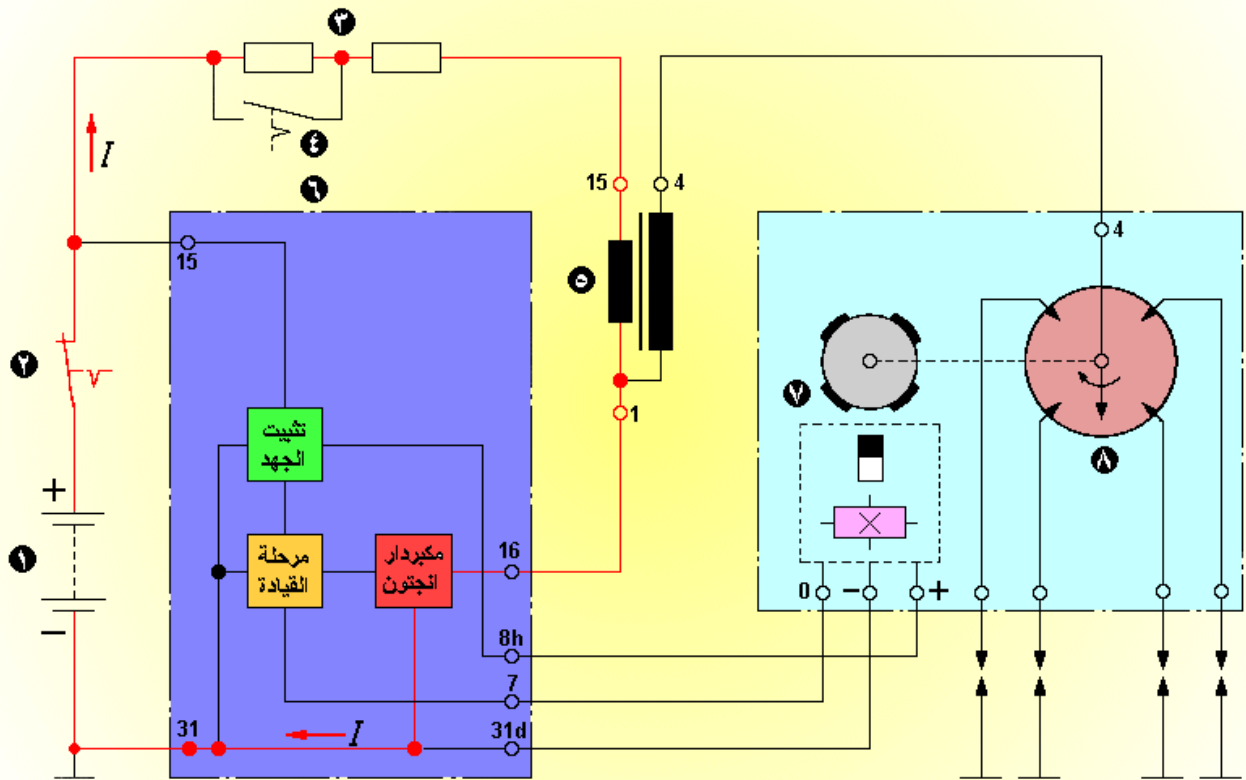 ٣
٤
I
٦
15
4
4
15
٥
٢
٧
1
٨
تثبيت
الجهد
+
١
مرحلة
القيادة
مكبردار
انجتون
16
0
−
+
−
8h
7
31
I
31d